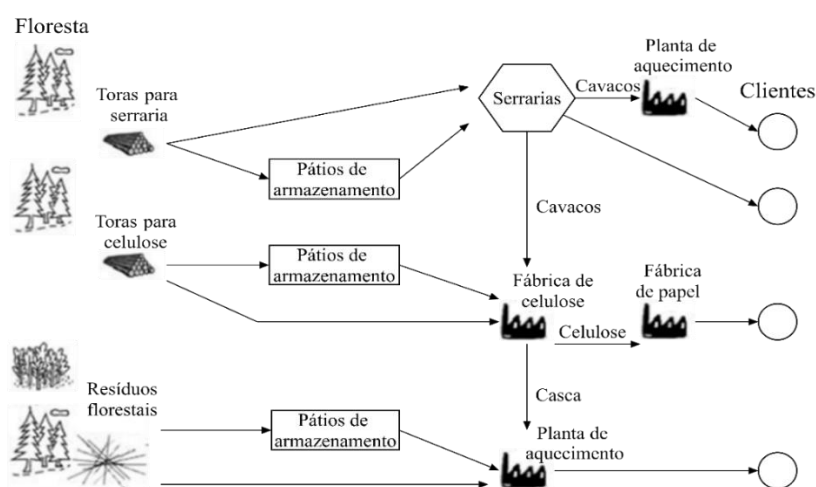 Floresta
Planta de
aquecimento
Toras para
serraria
Serrarias
Cavacos
Clientes
Pátios de
armazenamento
Cavacos
Toras para
celulose
Pátios de
armazenamento
Fábrica de
celulose
Fábrica
de papel
Celulose
Resíduos
florestais
Casca
Pátios de
armazenamento
Planta de
aquecimento